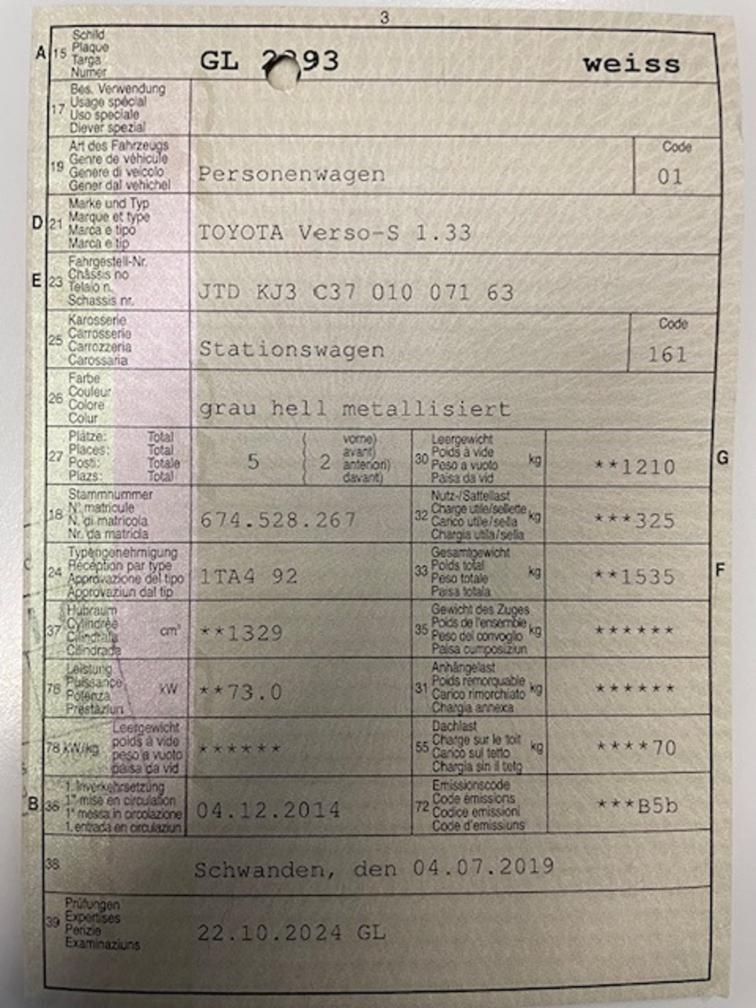 3
A 15 Schild Plaque Targa Numer GL 93 weiss
17 Bes. Verwendung
Usage spécial
Uso speciale
Diever spezial
19 Art des Fahrzeugs
Genre de véhicule
Genere di veicolo
Gener dal vehichel
Personenwagen
Code
01
D 21 Marke und Typ
Marque et type
Marca e tipo
Marca e tip
TOYOTA Verso-S 1.33
E 23 Fahrgestell-Nr.
Châssis no
Telaio n.
Schassis nr.
JTD KJ3 C37 010 071 63
25 Karosserie
Carrosserie
Carrozzeria
Carossaria
Stationswagen
Code
161
26 Farbe
Couleur
Colore
Colur
grau hell metallisiert
27 Plätze: Total
Places: Total
Posti: Totale
Plazs: Total
5 ( 2 vorne)
avant)
anteriori)
davant)
30 Leergewicht
Poids à vide
Peso a vuoto
Paisa da vid
kg
**1210
G
18 Stammnummer
N° matricule
N. di matricola
Nr. da matricla
674.528.267
32 Nutz-/Sattellast
Charge utile/sellette
Carico utile/sella
Chargia utila/sella
kg
***325
24 Typengenehmigung
Réception par type
Approvazione del tipo
Approvaziun dal tip
1TA4 92
33 Gesamtgewicht
Poids total
Peso totale
Paisa totala
kg
**1535
F
37 Hubraum
Cylindrée
Cilindrata
Cilindrada
cm³
**1329
35 Gewicht des Zuges
Poids de l'ensemble
Peso del convoglio
Paisa cumposiziun
kg
******
76 Leistung
Puissance
Potenza
Prestaziun
kW
**73.0
31 Anhängelast
Poids remorquable
Carico rimorchiato
Chargia annexa
kg
******
78 kW/kg Leergewicht
poids à vide
peso a vuoto
paisa da vid
******
55 Dachlast
Charge sur le toit
Carico sul tetto
Chargia sin il tetg
kg
****70
B 36 1. Inverkehrsetzung
1re mise en circulation
1a messa in circolazione
1. entrada en circulaziun
04.12.2014
72 Emissionscode
Code émissions
Codice emissioni
Code d'emissiuns
***B5b
38 Schwanden, den 04.07.2019
39 Prüfungen
Expertises
Perizie
Examinaziuns
22.10.2024 GL